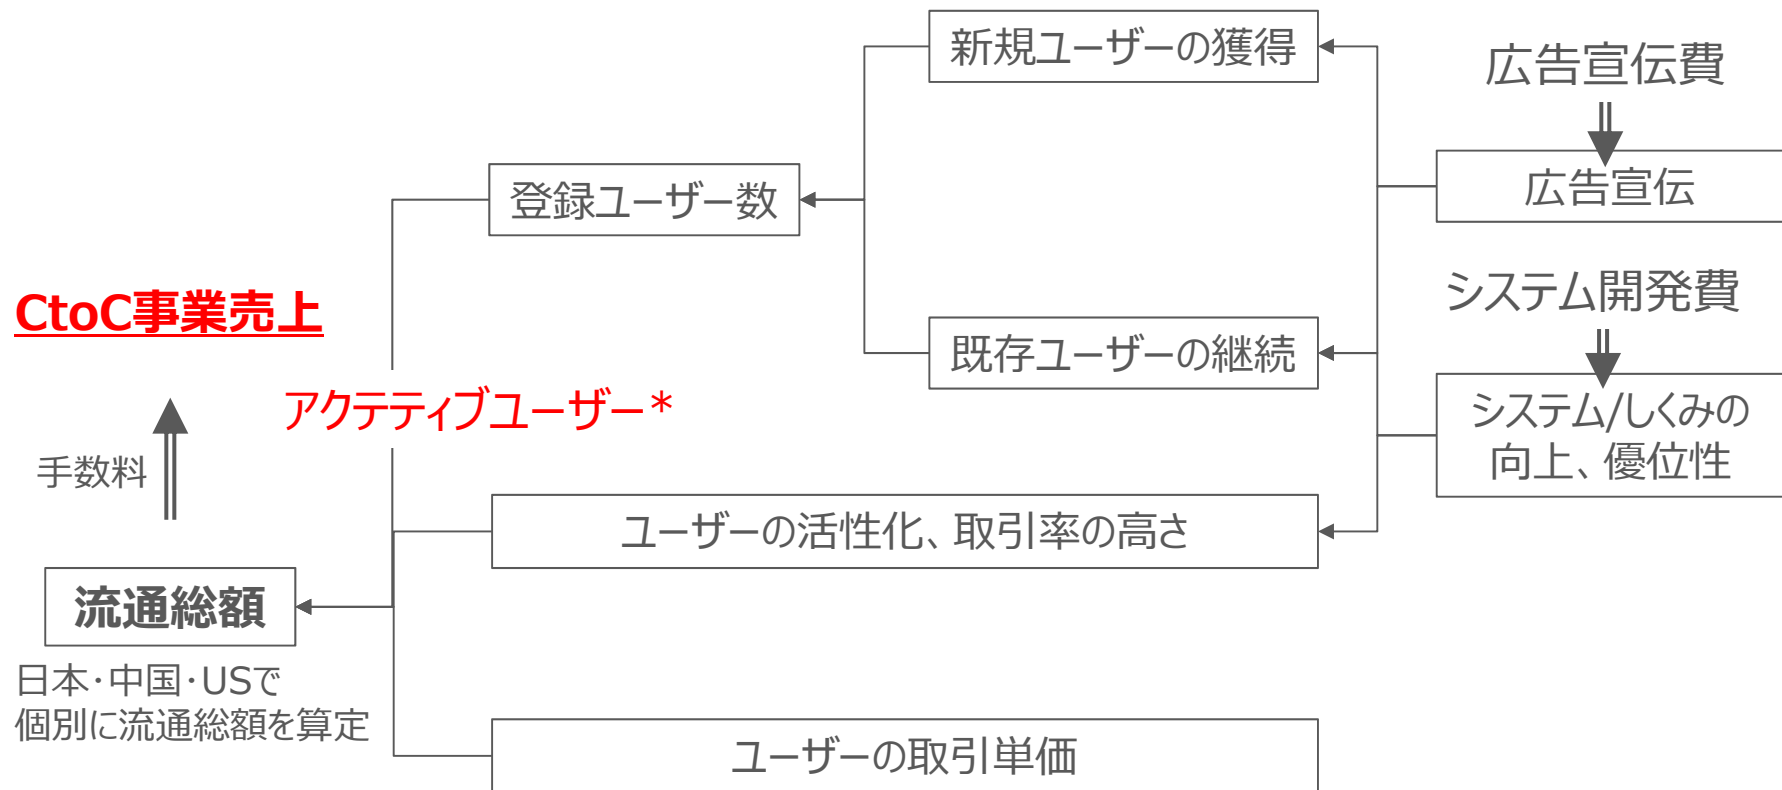 新規ユーザーの獲得
広告宣伝費
登録ユーザー数
広告宣伝
CtoC事業売上
システム開発費
既存ユーザーの継続
アクテティブユーザー*
システム/しくみの
向上、優位性
手数料
ユーザーの活性化、取引率の高さ
流通総額
日本・中国・USで
個別に流通総額を算定
ユーザーの取引単価